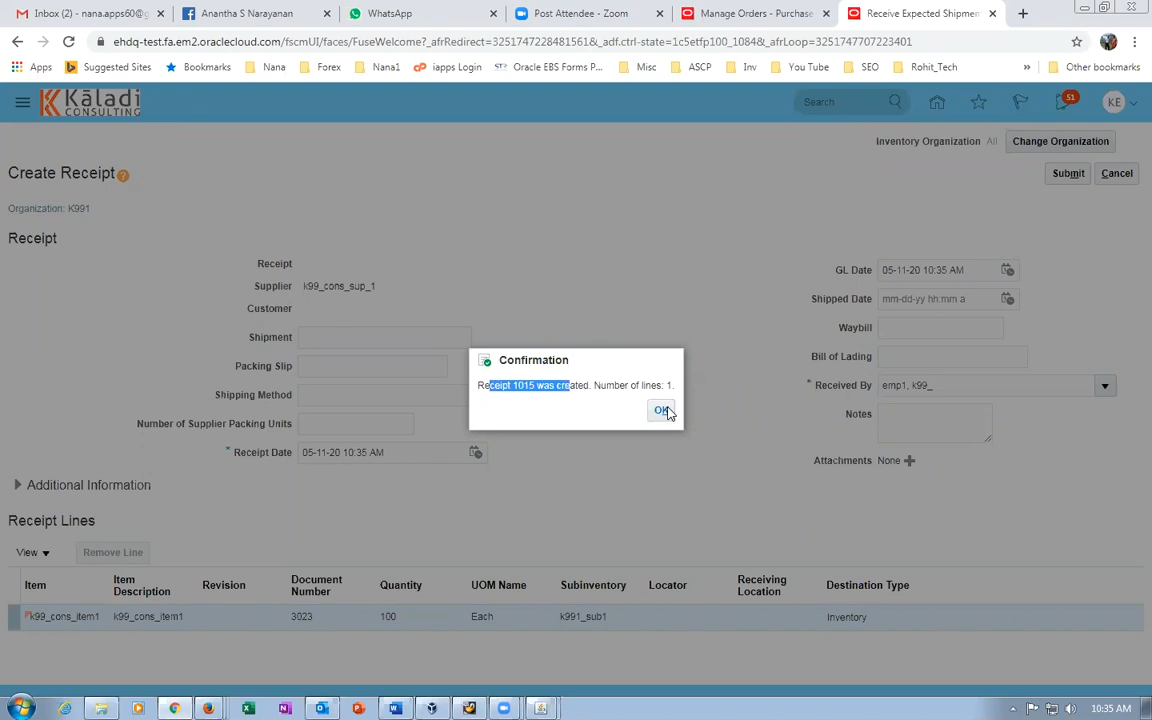 Inbox (2) - nana.apps60@g
Anantha S Narayanan
WhatsApp
Post Attendee - Zoom
Manage Orders - Purchase
Receive Expected Shipmen
ehdq-test.fa.em2.oraclecloud.com/fscmUI/faces/FuseWelcome?_afrRedirect=3251747228481561&_adf.ctrl-state=1c5etfp100_1084&_afrLoop=3251747707223401
Apps
Suggested Sites
Bookmarks
Nana
Forex
Nana1
iapps Login
Oracle EBS Forms P...
Misc
ASCP
Inv
You Tube
SEO
Rohit_Tech
»
Other bookmarks
Kāladi
CONSULTING
Search
51
KE
Inventory Organization All
Change Organization
Create Receipt
Submit
Cancel
Organization: K991
Receipt
Receipt
Supplier k99_cons_sup_1
Customer
Shipment
Packing Slip
Shipping Method
Number of Supplier Packing Units
* Receipt Date 05-11-20 10:35 AM
GL Date 05-11-20 10:35 AM
Shipped Date mm-dd-yy hh:mm a
Waybill
Bill of Lading
* Received By emp1, k99_
Notes
Attachments None
Confirmation
Receipt 1015 was created. Number of lines: 1.
OK
Additional Information
Receipt Lines
View
Remove Line
Item
Item Description
Revision
Document Number
Quantity
UOM Name
Subinventory
Locator
Receiving Location
Destination Type
k99_cons_item1
k99_cons_item1
3023
100
Each
k991_sub1
Inventory
10:35 AM